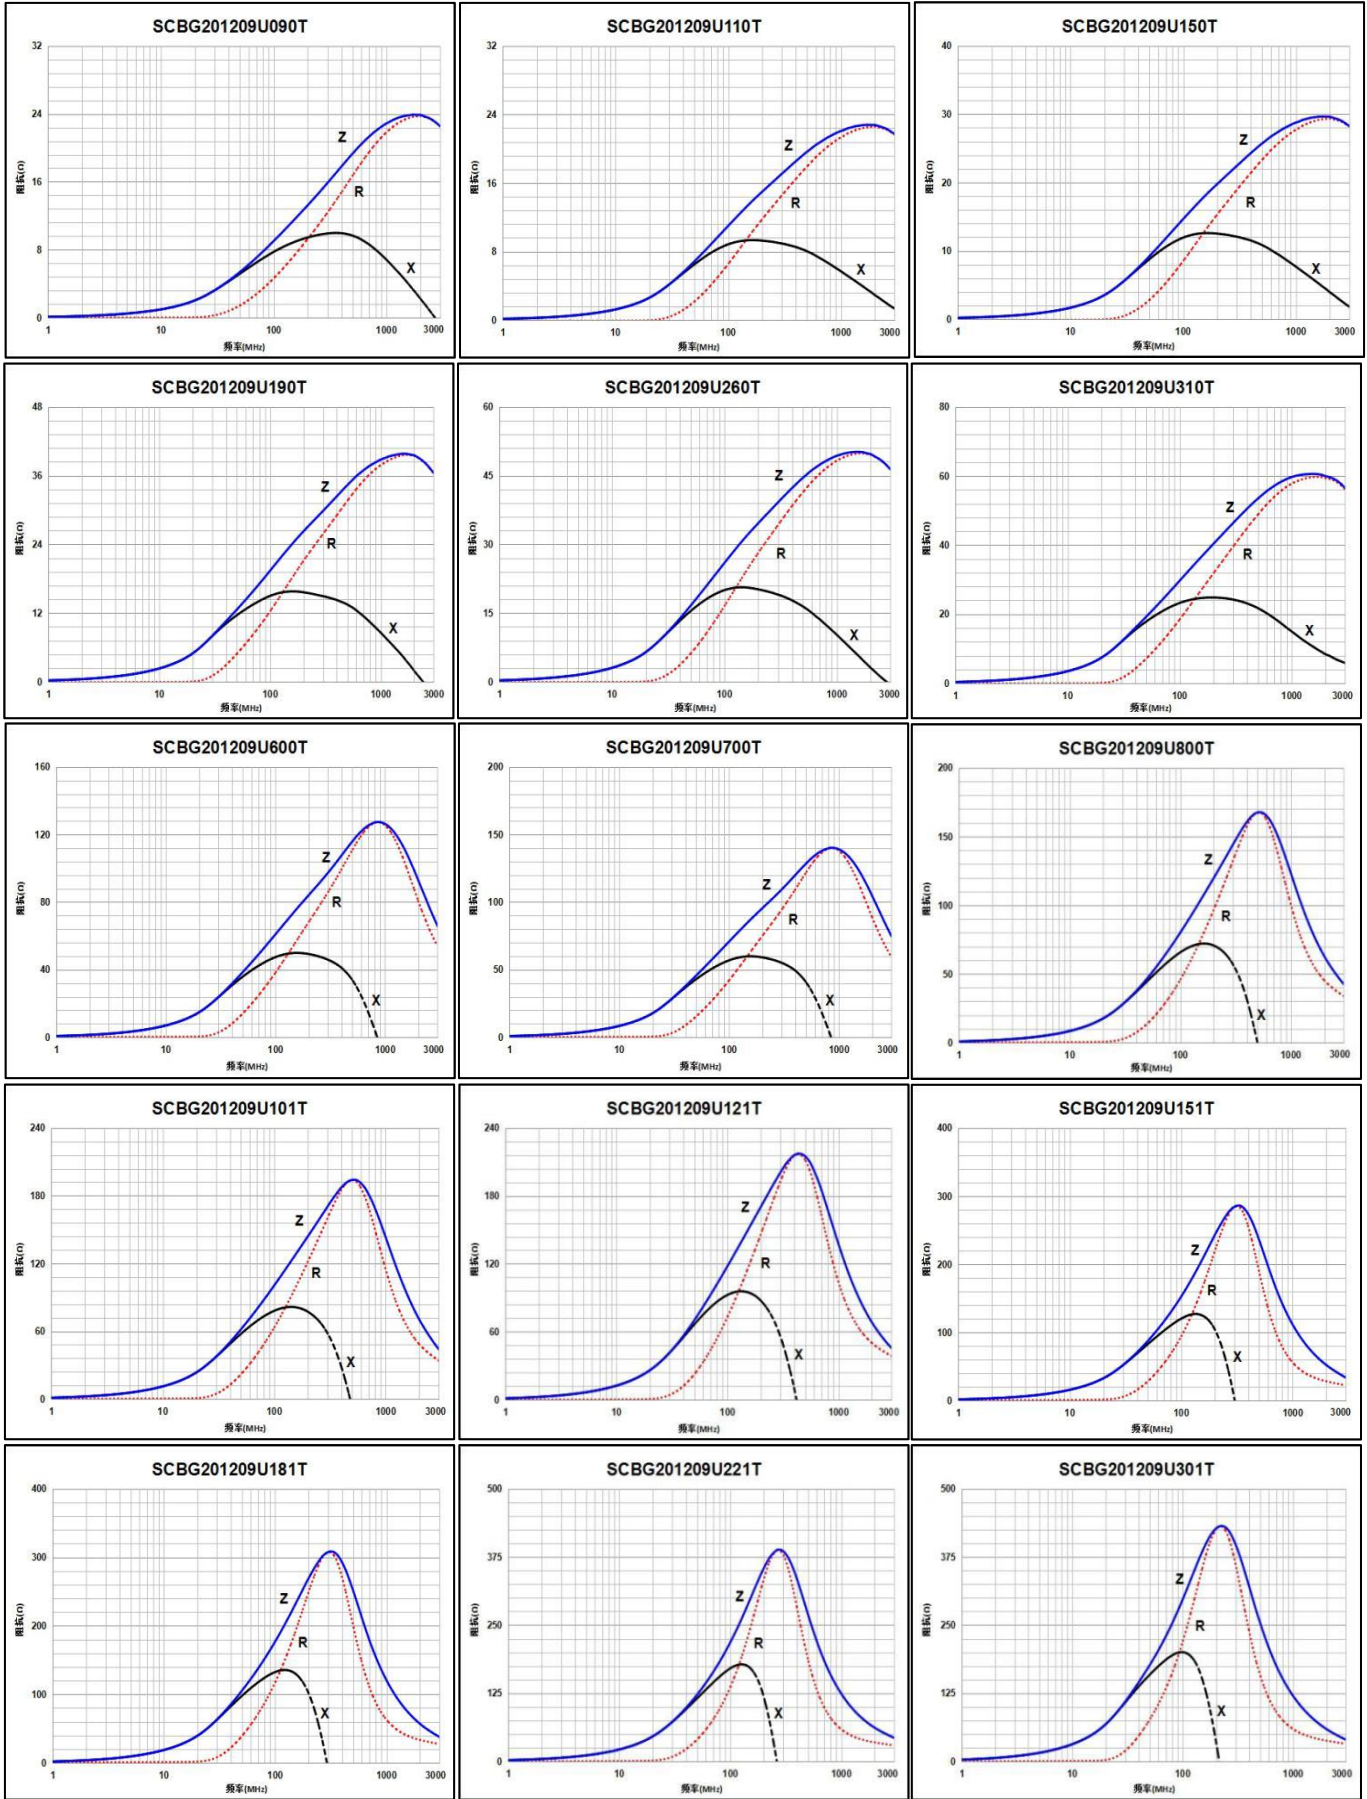 SCBG201209U090T
32
24
16
8
0
阻抗(Ω)
Z
R
X
1
10
100
1000
3000
频率(MHz)
SCBG201209U110T
32
24
16
8
0
阻抗(Ω)
Z
R
X
1
10
100
1000
3000
频率(MHz)
SCBG201209U150T
40
30
20
10
0
阻抗(Ω)
Z
R
X
1
10
100
1000
3000
频率(MHz)
SCBG201209U190T
48
36
24
12
0
阻抗(Ω)
Z
R
X
1
10
100
1000
3000
频率(MHz)
SCBG201209U260T
60
45
30
15
0
阻抗(Ω)
Z
R
X
1
10
100
1000
3000
频率(MHz)
SCBG201209U310T
80
60
40
20
0
阻抗(Ω)
Z
R
X
1
10
100
1000
3000
频率(MHz)
SCBG201209U600T
160
120
80
40
0
阻抗(Ω)
Z
R
X
1
10
100
1000
3000
频率(MHz)
SCBG201209U700T
200
150
100
50
0
阻抗(Ω)
Z
R
X
1
10
100
1000
3000
频率(MHz)
SCBG201209U800T
200
150
100
50
0
阻抗(Ω)
Z
R
X
1
10
100
1000
3000
频率(MHz)
SCBG201209U101T
240
180
120
60
0
阻抗(Ω)
Z
R
X
1
10
100
1000
3000
频率(MHz)
SCBG201209U121T
240
180
120
60
0
阻抗(Ω)
Z
R
X
1
10
100
1000
3000
频率(MHz)
SCBG201209U151T
400
300
200
100
0
阻抗(Ω)
Z
R
X
1
10
100
1000
3000
频率(MHz)
SCBG201209U181T
400
300
200
100
0
阻抗(Ω)
Z
R
X
1
10
100
1000
3000
频率(MHz)
SCBG201209U221T
500
375
250
125
0
阻抗(Ω)
Z
R
X
1
10
100
1000
3000
频率(MHz)
SCBG201209U301T
500
375
250
125
0
阻抗(Ω)
Z
R
X
1
10
100
1000
3000
频率(MHz)